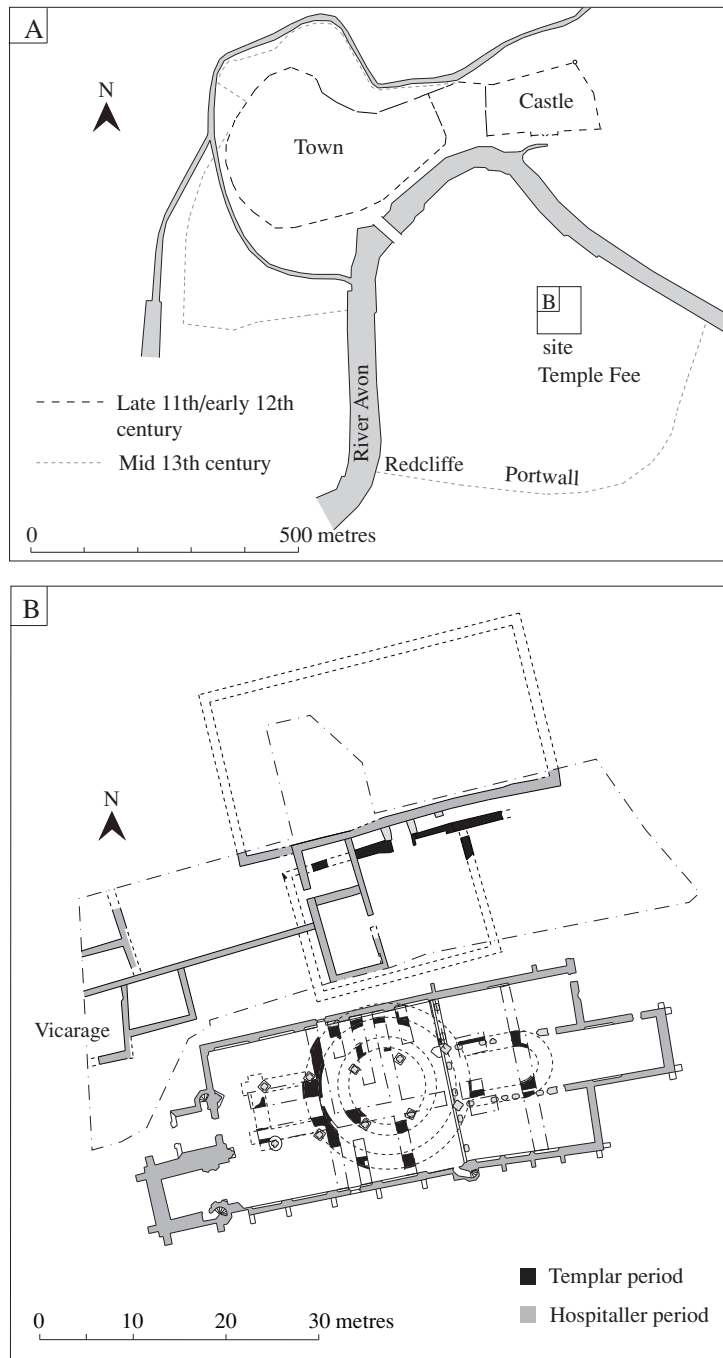 A
N
Castle
Town
B
site
Temple Fee
Late 11th/early 12th
century
Mid 13th century
River Avon
Redcliffe
Portwall
0
500 metres
B
N
Vicarage
Templar period
Hospitaller period
0 10 20 30 metres